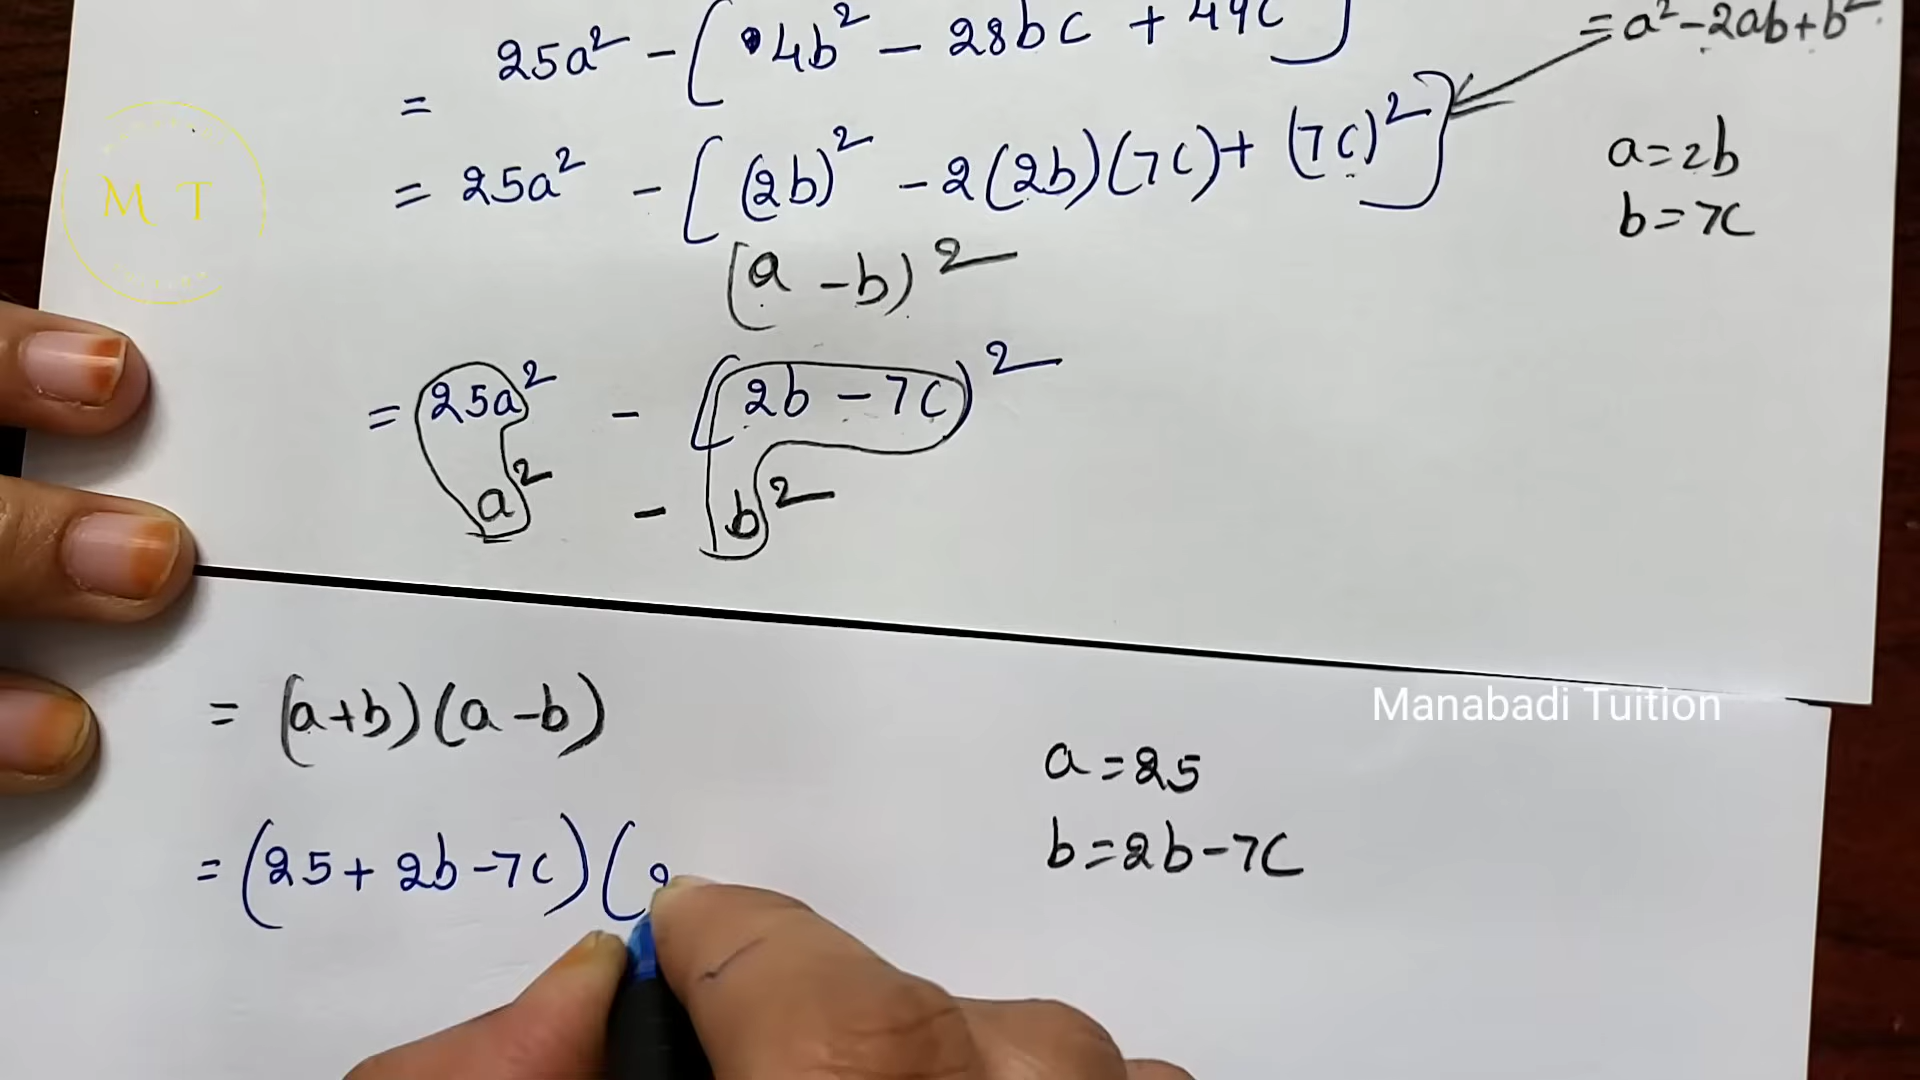 25a² - [4b² - 28bc + 49c
= a² - 2ab + b²
=
= 25a² - [(2b)² - 2(2b)(7c) + (7c)²]
a = 2b
b = 7c
(a - b)²
= 25a² - (2b - 7c)²
a² - b²
M T
= (a+b)(a-b)
Manabadi Tuition
a = 25
b = 2b - 7c
= (25 + 2b - 7c)(2